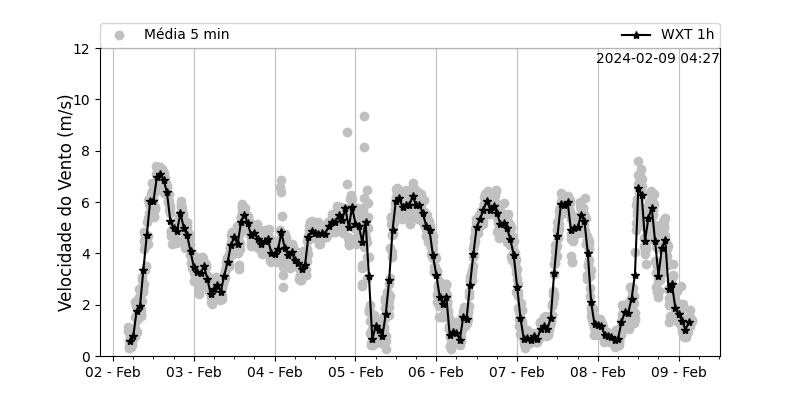 Média 5 min
WXT 1h
2024-02-09 04:27
Velocidade do Vento (m/s)
12
10
8
6
4
2
0
02 - Feb
03 - Feb
04 - Feb
05 - Feb
06 - Feb
07 - Feb
08 - Feb
09 - Feb